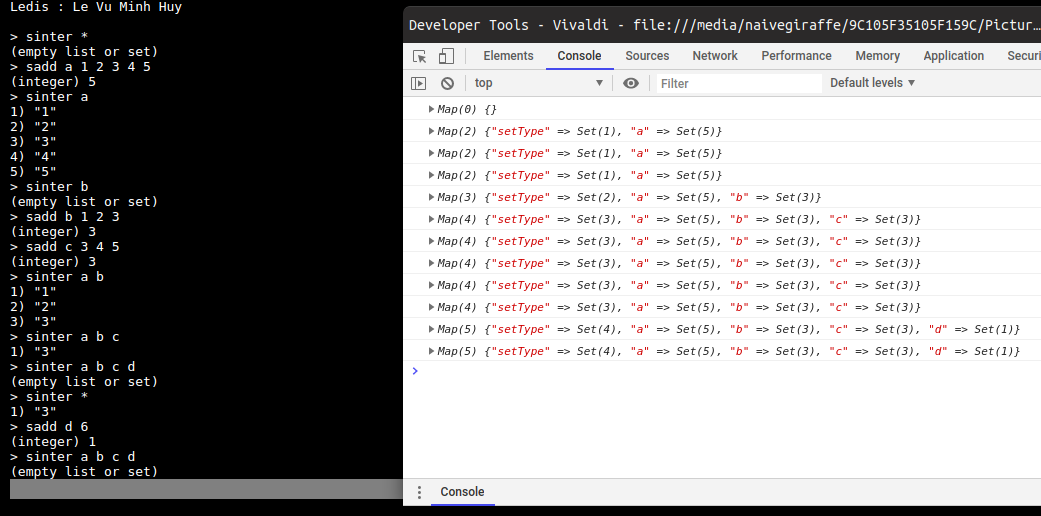 Ledis : Le Vu Minh Huy
> sinter *
(empty list or set)
> sadd a 1 2 3 4 5
(integer) 5
> sinter a
1) "1"
2) "2"
3) "3"
4) "4"
5) "5"
> sinter b
(empty list or set)
> sadd b 1 2 3
(integer) 3
> sadd c 3 4 5
(integer) 3
> sinter a b
1) "1"
2) "2"
3) "3"
> sinter a b c
1) "3"
> sinter a b c d
(empty list or set)
> sinter *
1) "3"
> sadd d 6
(integer) 1
> sinter a b c d
(empty list or set)
Developer Tools - Vivaldi - file:///media/naivegiraffe/9C105F35105F159C/Pictur...
Elements Console Sources Network Performance Memory Application Securi
top Filter Default levels
Map(0) {}
Map(2) {"setType" => Set(1), "a" => Set(5)}
Map(2) {"setType" => Set(1), "a" => Set(5)}
Map(2) {"setType" => Set(1), "a" => Set(5)}
Map(3) {"setType" => Set(2), "a" => Set(5), "b" => Set(3)}
Map(4) {"setType" => Set(3), "a" => Set(5), "b" => Set(3), "c" => Set(3)}
Map(4) {"setType" => Set(3), "a" => Set(5), "b" => Set(3), "c" => Set(3)}
Map(4) {"setType" => Set(3), "a" => Set(5), "b" => Set(3), "c" => Set(3)}
Map(4) {"setType" => Set(3), "a" => Set(5), "b" => Set(3), "c" => Set(3)}
Map(4) {"setType" => Set(3), "a" => Set(5), "b" => Set(3), "c" => Set(3)}
Map(5) {"setType" => Set(4), "a" => Set(5), "b" => Set(3), "c" => Set(3), "d" => Set(1)}
Map(5) {"setType" => Set(4), "a" => Set(5), "b" => Set(3), "c" => Set(3), "d" => Set(1)}
>
Console